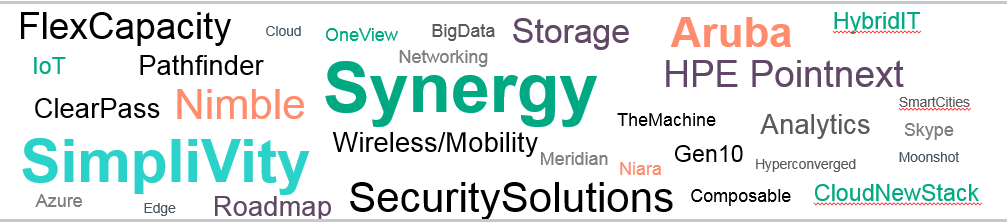 FlexCapacity
Cloud
OneView
BigData
Storage
Aruba
HybridIT
IoT
Pathfinder
Networking
Synergy
HPE Pointnext
ClearPass
Nimble
SmartCities
TheMachine
Analytics
Skype
SimpliVity
Wireless/Mobility
Meridian
Niara
Gen10
Hyperconverged
Moonshot
Azure
Edge
Roadmap
SecuritySolutions
Composable
CloudNewStack